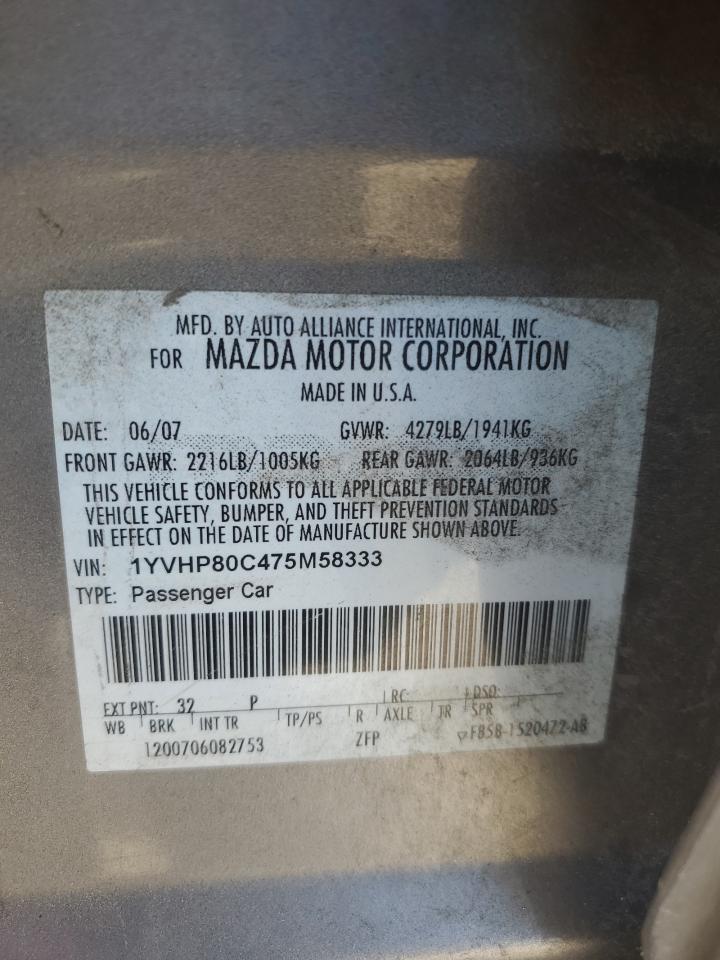 MFD. BY AUTO ALLIANCE INTERNATIONAL, INC.
FOR MAZDA MOTOR CORPORATION
MADE IN U.S.A.
DATE: 06/07 GVWR: 4279LB/1941KG
FRONT GAWR: 2216LB/1005KG REAR GAWR: 2064LB/936KG
THIS VEHICLE CONFORMS TO ALL APPLICABLE FEDERAL MOTOR
VEHICLE SAFETY, BUMPER, AND THEFT PREVENTION STANDARDS
IN EFFECT ON THE DATE OF MANUFACTURE SHOWN ABOVE.
VIN: 1YVHP80C475M58333
TYPE: Passenger Car
EXT PNT: 32 P RC: DSO:
WB BRK INT TR TP/PS R AXLE TR SPR
1200706082753 ZFP